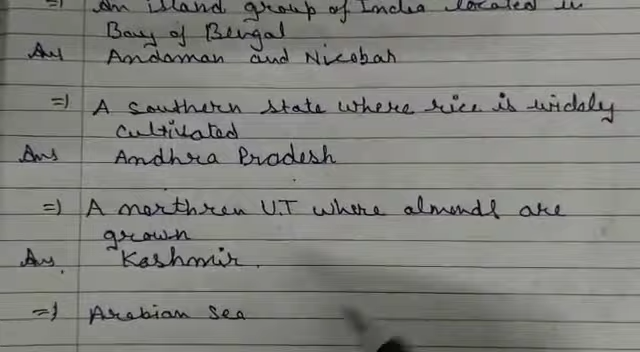 =) An island group of India located in
Bay of Bengal
Ans Andaman and Nicobar
=) A southern state where rice is widely
cultivated
Ans Andhra Pradesh
=) A northren U.T where almonds are
grown
Ans. Kashmir.
=) Arabian Sea